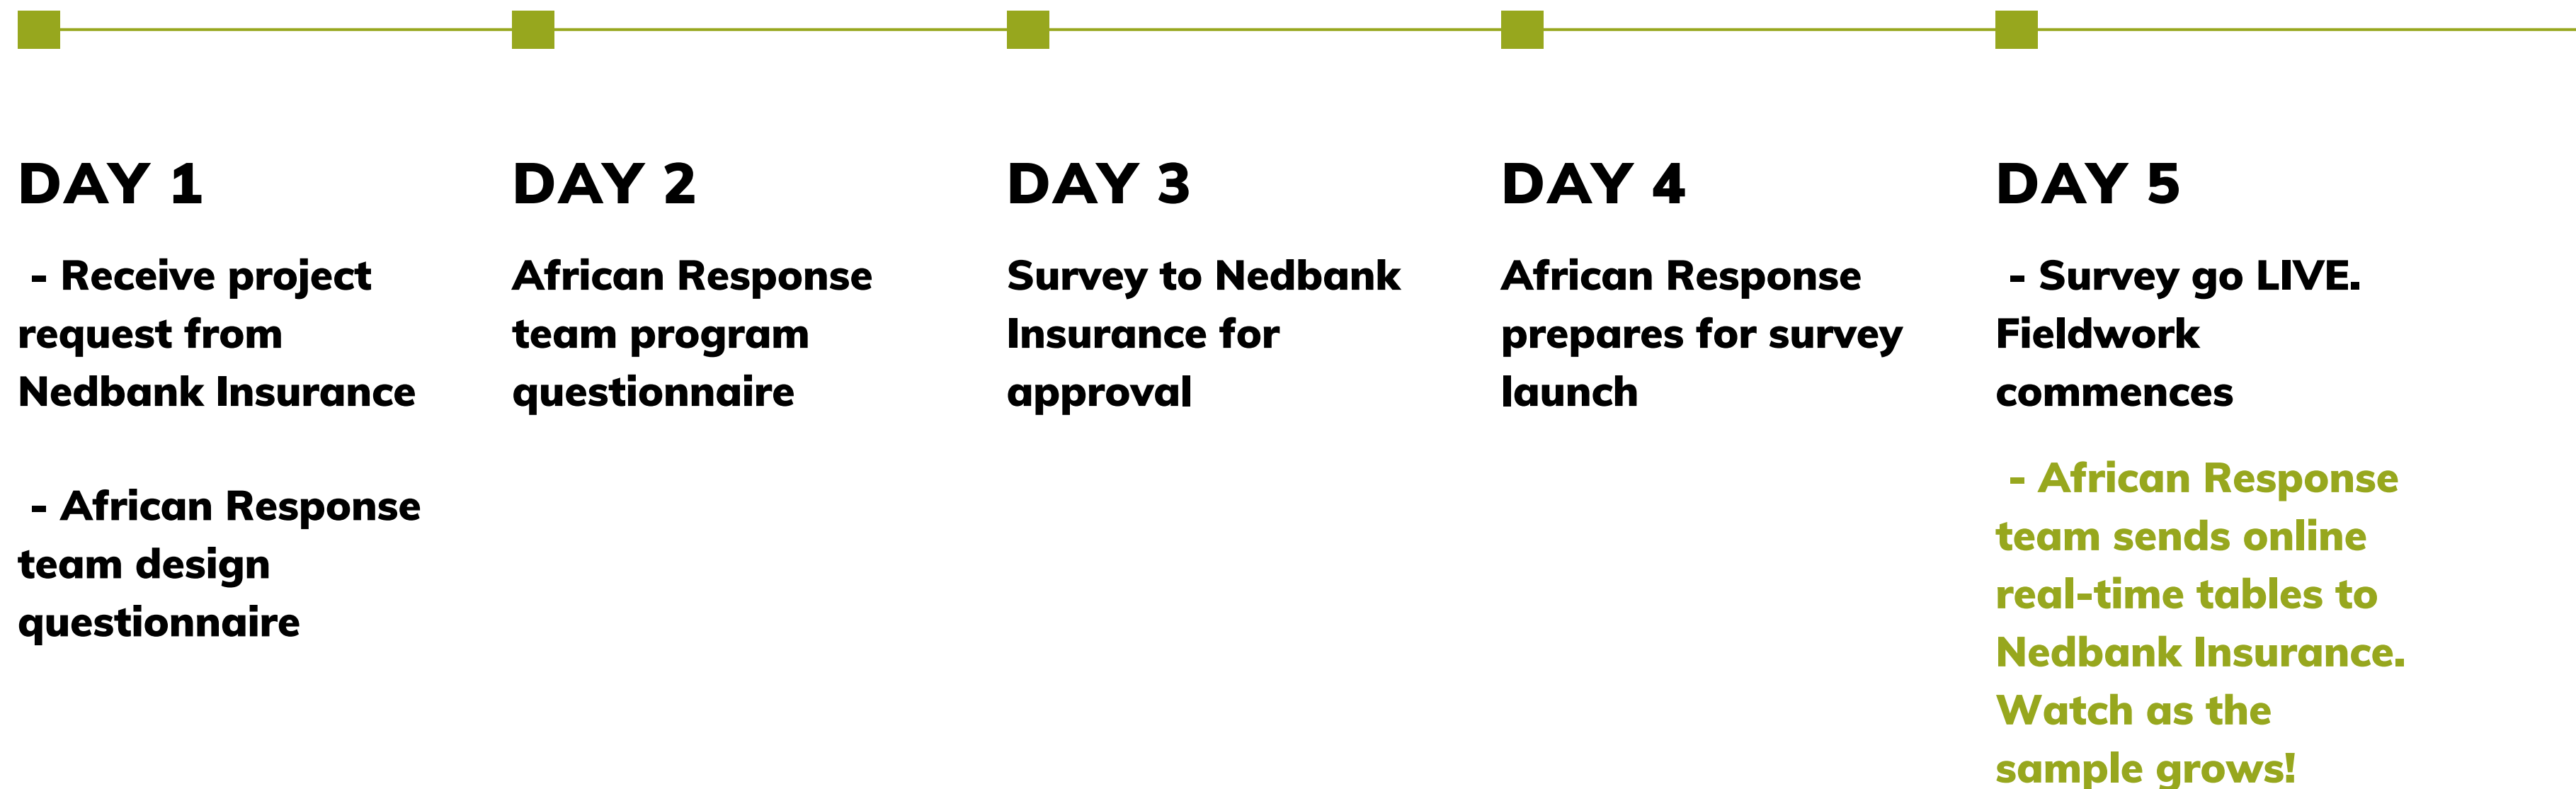 DAY 1
- Receive project
request from
Nedbank Insurance
- African Response
team design
questionnaire
DAY 2
African Response
team program
questionnaire
DAY 3
Survey to Nedbank
Insurance for
approval
DAY 4
African Response
prepares for survey
launch
DAY 5
- Survey go LIVE.
Fieldwork
commences
- African Response
team sends online
real-time tables to
Nedbank Insurance.
Watch as the
sample grows!